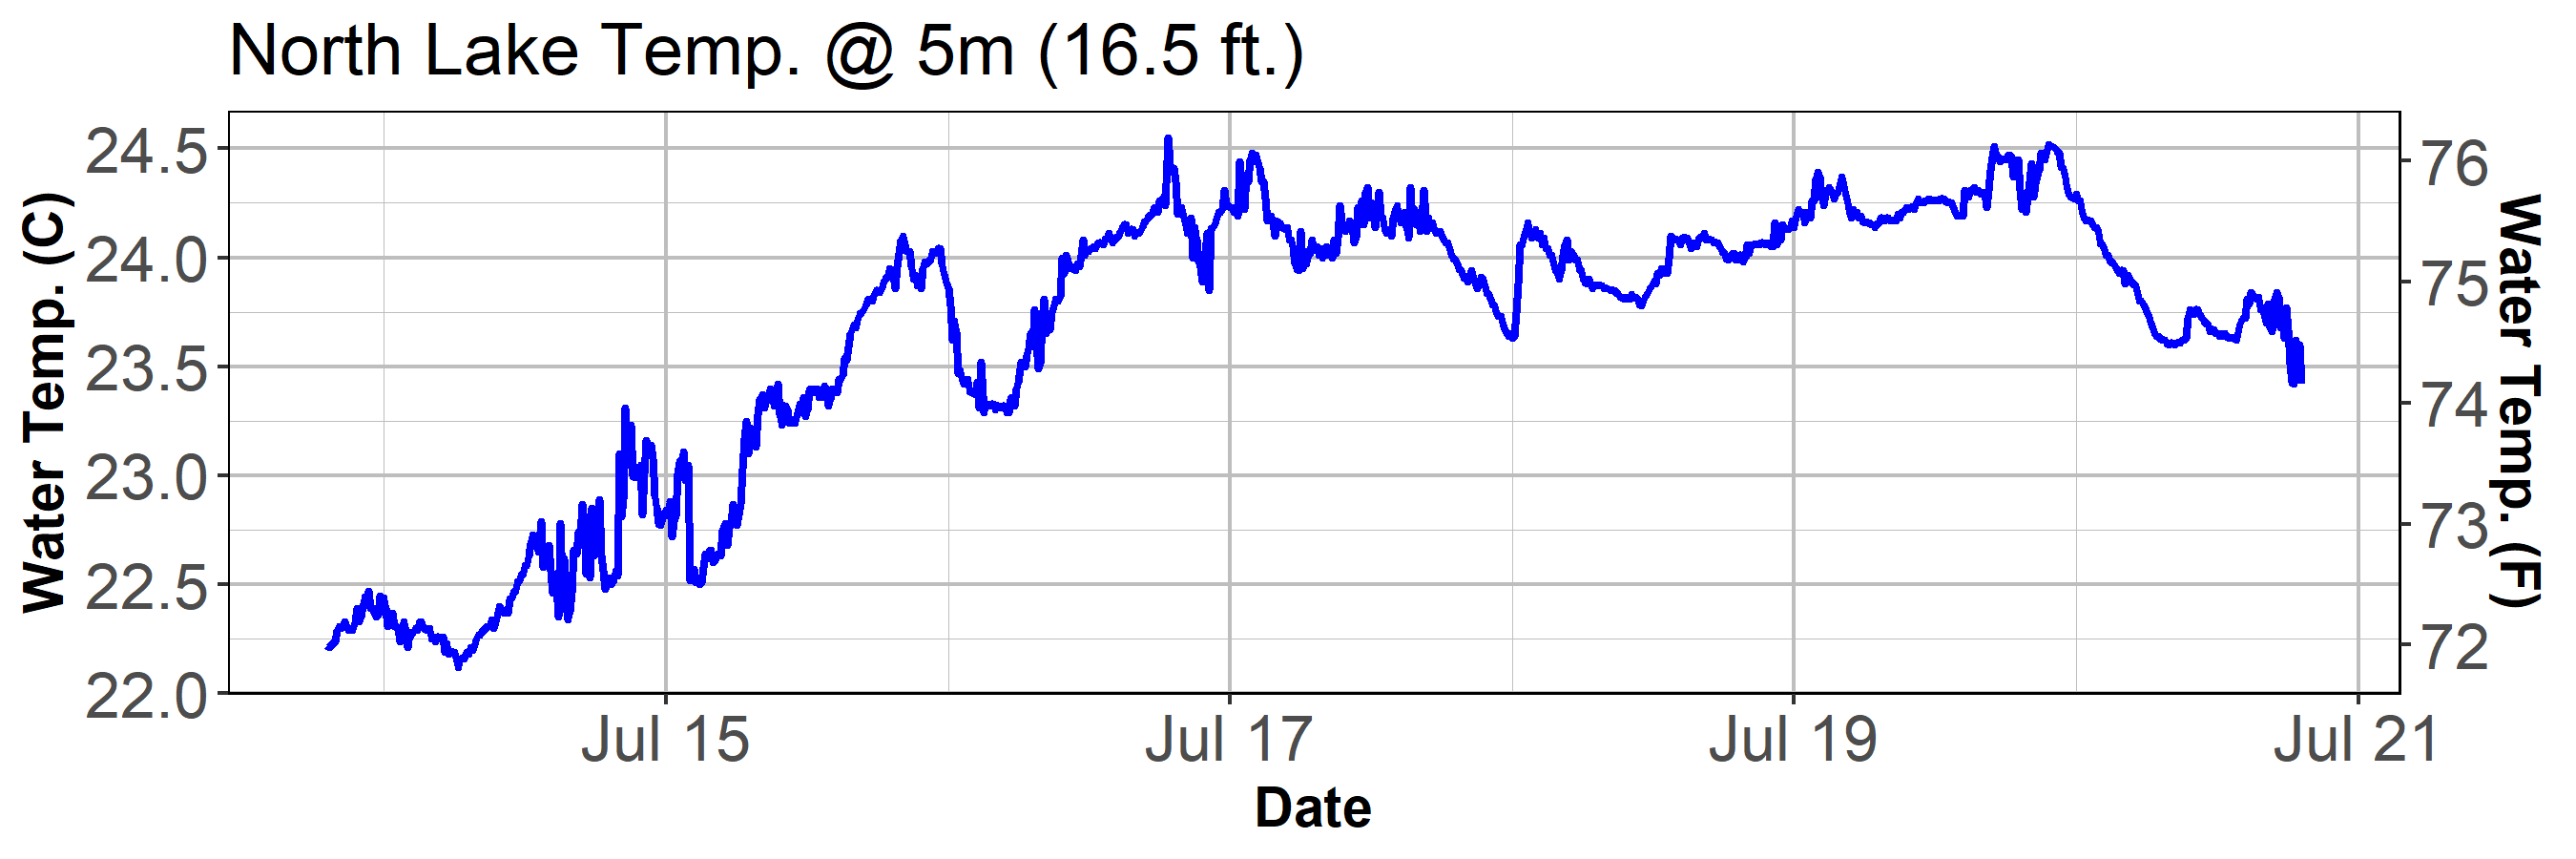 North Lake Temp. @ 5m (16.5 ft.)
Water Temp. (C)
24.5
24.0
23.5
23.0
22.5
22.0
76
75
74
73
72
Water Temp. (F)
Jul 15 Jul 17 Jul 19 Jul 21
Date